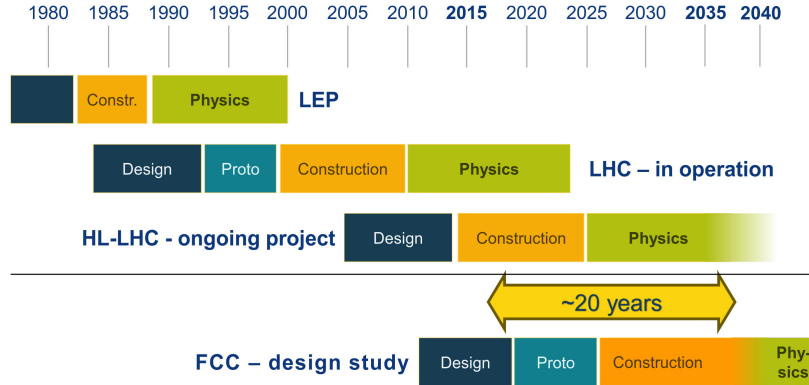 1980 1985 1990 1995 2000 2005 2010 2015 2020 2025 2030 2035 2040
Constr. Physics LEP
Design Proto Construction Physics LHC – in operation
HL-LHC - ongoing project Design Construction Physics
~20 years
FCC – design study Design Proto Construction Phy-
sics